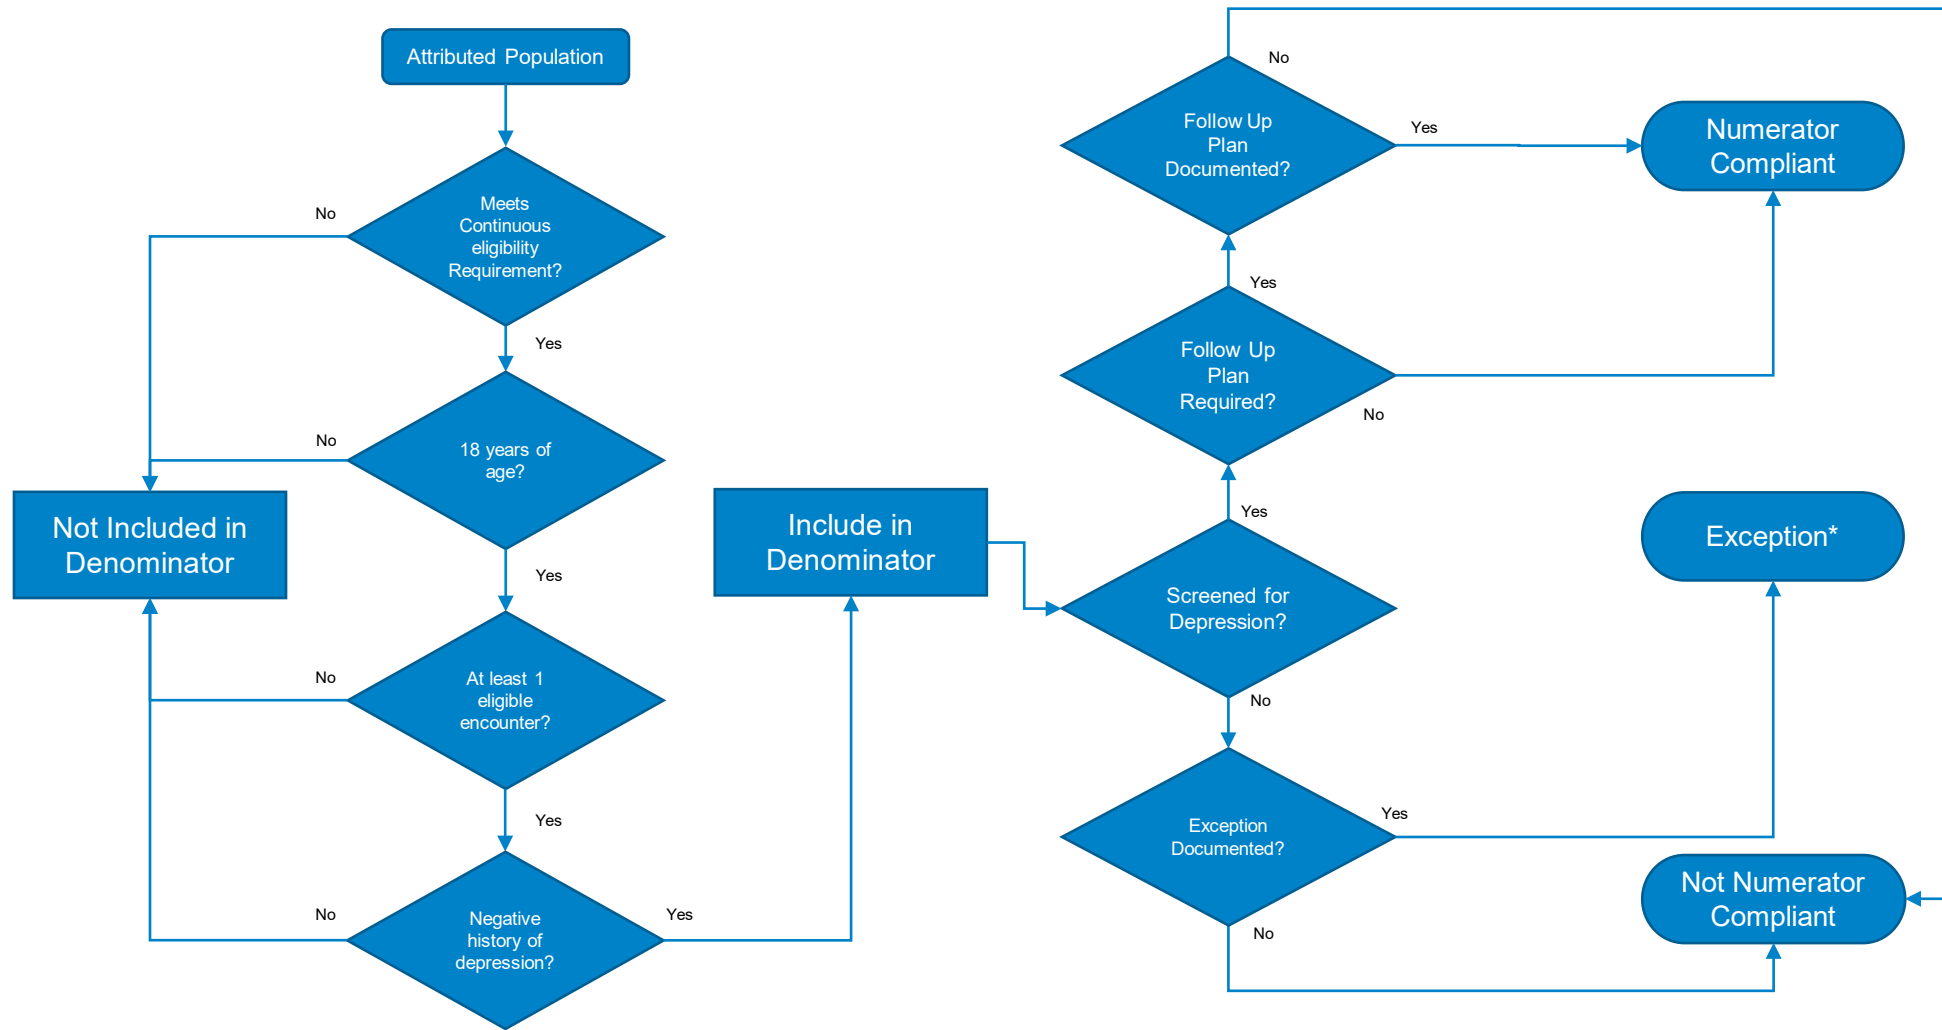 Attributed Population
Meets
Continuous
eligibility
Requirement?
No
Yes
18 years of
age?
No
Yes
Not Included in
Denominator
At least 1
eligible
encounter?
No
Yes
Negative
history of
depression?
No
Yes
Include in
Denominator
Screened for
Depression?
Yes
No
Follow Up
Plan
Required?
Yes
No
Follow Up
Plan
Documented?
No
Yes
Numerator
Compliant
Exception
Documented?
Yes
No
Exception*
Not Numerator
Compliant